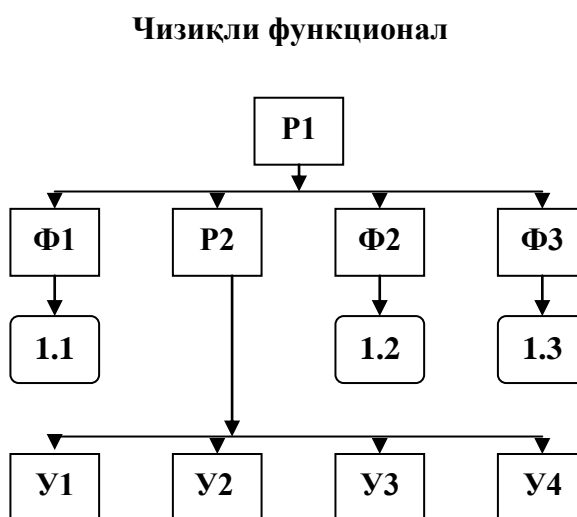 Чизиқли функционал
Р1
Ф1 Р2 Ф2 Ф3
1.1 1.2 1.3
У1 У2 У3 У4